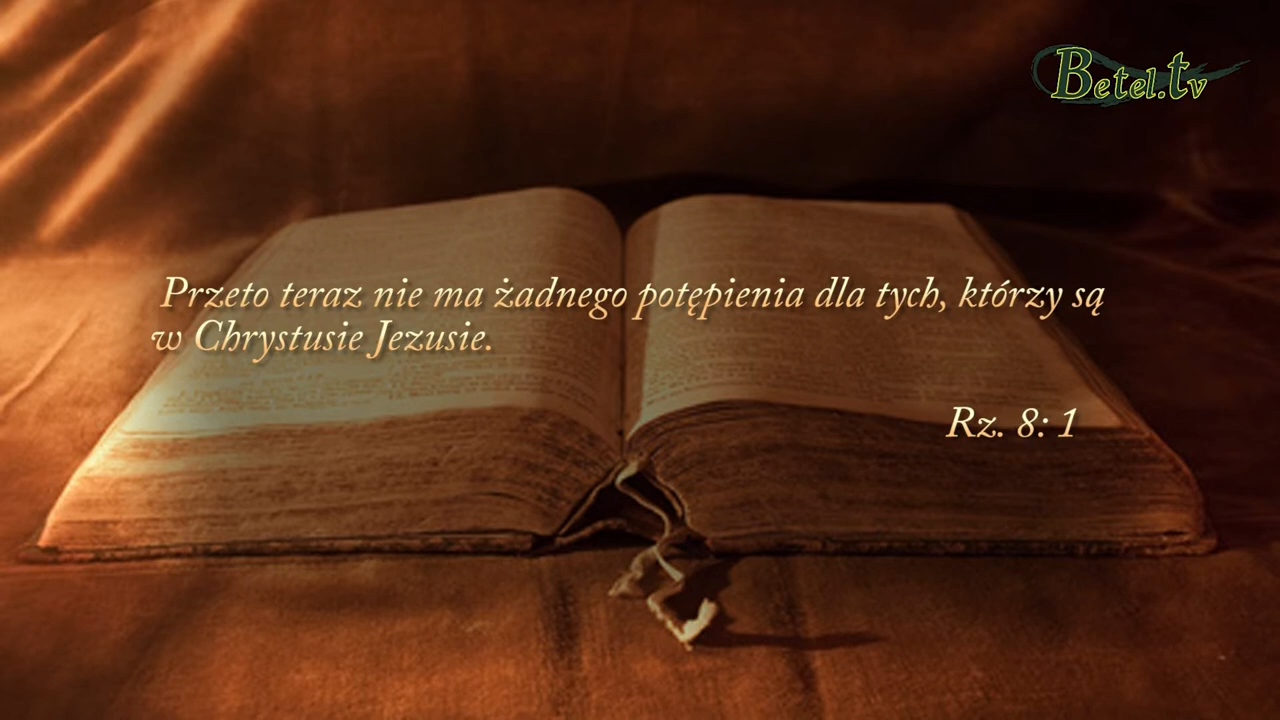 Betel.tv
Przeto teraz nie ma żadnego potępienia dla tych, którzy są
w Chrystusie Jezusie.
Rz. 8: 1